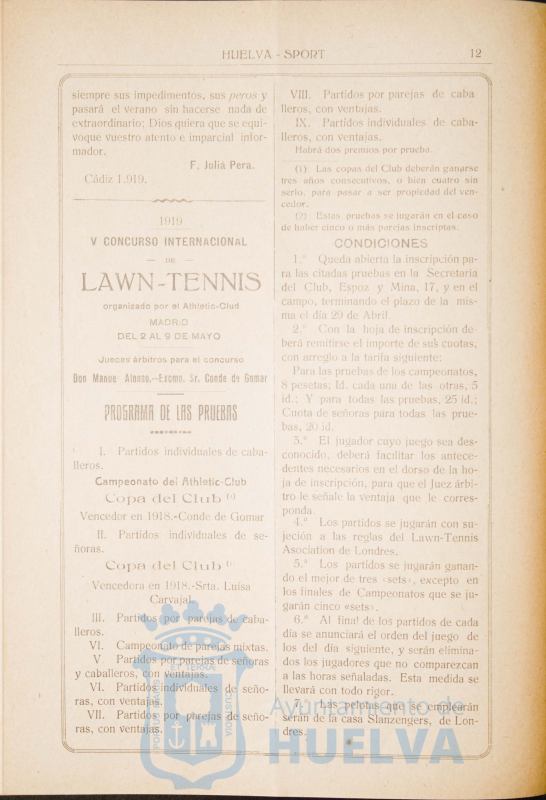 HUELVA - SPORT
12
siempre sus impedimentos, sus peros y
pasará el verano sin hacerse nada de
extraordinario; Dios quiera que se equi-
voque vuestro atento e imparcial infor-
mador.
F. Juliá Pera.
Cádiz 1.919.
1919
V CONCURSO INTERNACIONAL
— DE —
LAWN-TENNIS
organizado por el Athletic-Clud
MADRID
DEL 2 AL 9 DE MAYO
Jueces árbitros para el concurso
Don Manue Alonso.—Excmo. Sr. Conde de Gomar
PROGRAMA DE LAS PRUEBAS
I. Partidos individuales de caba-
lleros.
Campeonato del Athletic-Club
Copa del Club (1)
Vencedor en 1918.-Conde de Gomar
II. Partidos individuales de se-
ñoras.
Copa del Club (1)
Vencedora en 1918.-Srta. Luisa
Carvajal
III. Partidos por parejas de caba-
lleros.
VI. Campeonato de parejas mixtas.
V Partidos por parejas de señoras
y caballeros, con ventajas.
VI. Partidos individuales de seño-
ras, con ventajas.
VII. Partidos por parejas de seño-
ras, con ventajas.
VIII. Partidos por parejas de caba
lleros, con ventajas.
IX. Partidos individuales de caba-
lleros, con ventajas.
Habrá dos premios por prueba.
(1) Las copas del Club deberán ganarse
tres años consecutivos, o bien cuatro sin
serlo, para pasar a ser propiedad del ven-
cedor.
(2) Estas pruebas se jugarán en el caso
de haber cinco o más parejas inscriptas.
CONDICIONES
1.ª Queda abierta la inscripción pa-
ra las citadas pruebas en la Secretaría
del Club, Espoz y Mina, 17, y en el
campo, terminando el plazo de la mis-
ma el día 29 de Abril.
2.ª Con la hoja de inscripción de-
berá remitirse el importe de sus cuotas,
con arreglo a la tarifa siguiente:
Para las pruebas de los campeonatos,
8 pesetas; Id. cada una de las otras, 5
id.; Y para todas las pruebas, 25 id.;
Cuota de señoras para todas las prue-
bas, 20 id.
3.ª El jugador cuyo juego sea des-
conocido, deberá facilitar los antece-
dentes necesarios en el dorso de la ho-
ja de inscripción, para que el Juez árbi-
tro le señale la ventaja que le corres-
ponda.
4.ª Los partidos se jugarán con su-
jeción a las reglas del Lawn-Tennis
Asociation de Londres.
5.ª Los partidos se jugarán ganan-
do el mejor de tres «sets», excepto en
los finales de Campeonatos que se ju-
garán cinco «sets».
6.ª Al final de los partidos de cada
día se anunciará el orden del juego de
los del día siguiente, y serán elimina-
dos los jugadores que no comparezcan
a las horas señaladas. Esta medida se
llevará con todo rigor.
7. Las pelotas que se emplearán
serán de la casa Slanzengers, de Lon-
dres.
Ayuntamiento de
HUELVA